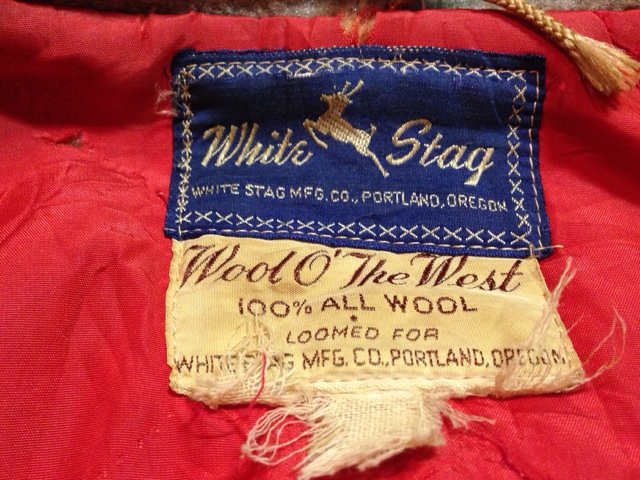 White Stag
WHITE STAG MFG. CO., PORTLAND, OREGON
Wool O' The West
100% ALL WOOL
LOOMED FOR
WHITE STAG MFG. CO., PORTLAND, OREGON